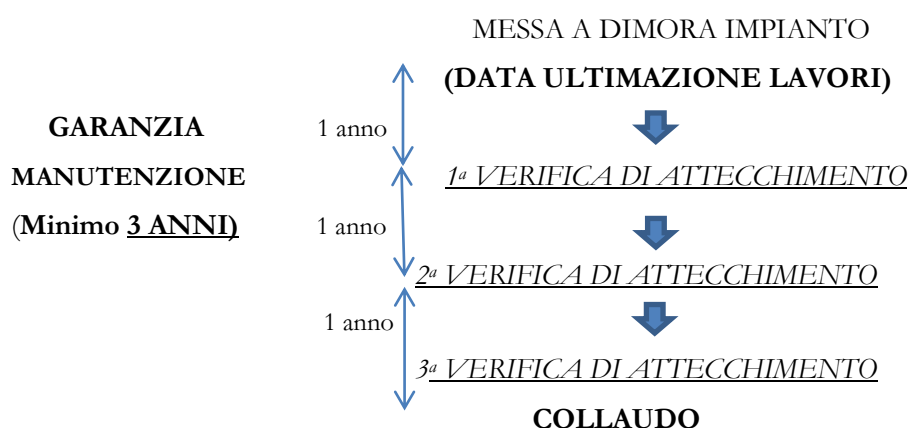 MESSA A DIMORA IMPIANTO
(DATA ULTIMAZIONE LAVORI)
GARANZIA
MANUTENZIONE
(Minimo 3 ANNI)
1 anno
1ª VERIFICA DI ATTECCHIMENTO
1 anno
2ª VERIFICA DI ATTECCHIMENTO
1 anno
3ª VERIFICA DI ATTECCHIMENTO
COLLAUDO